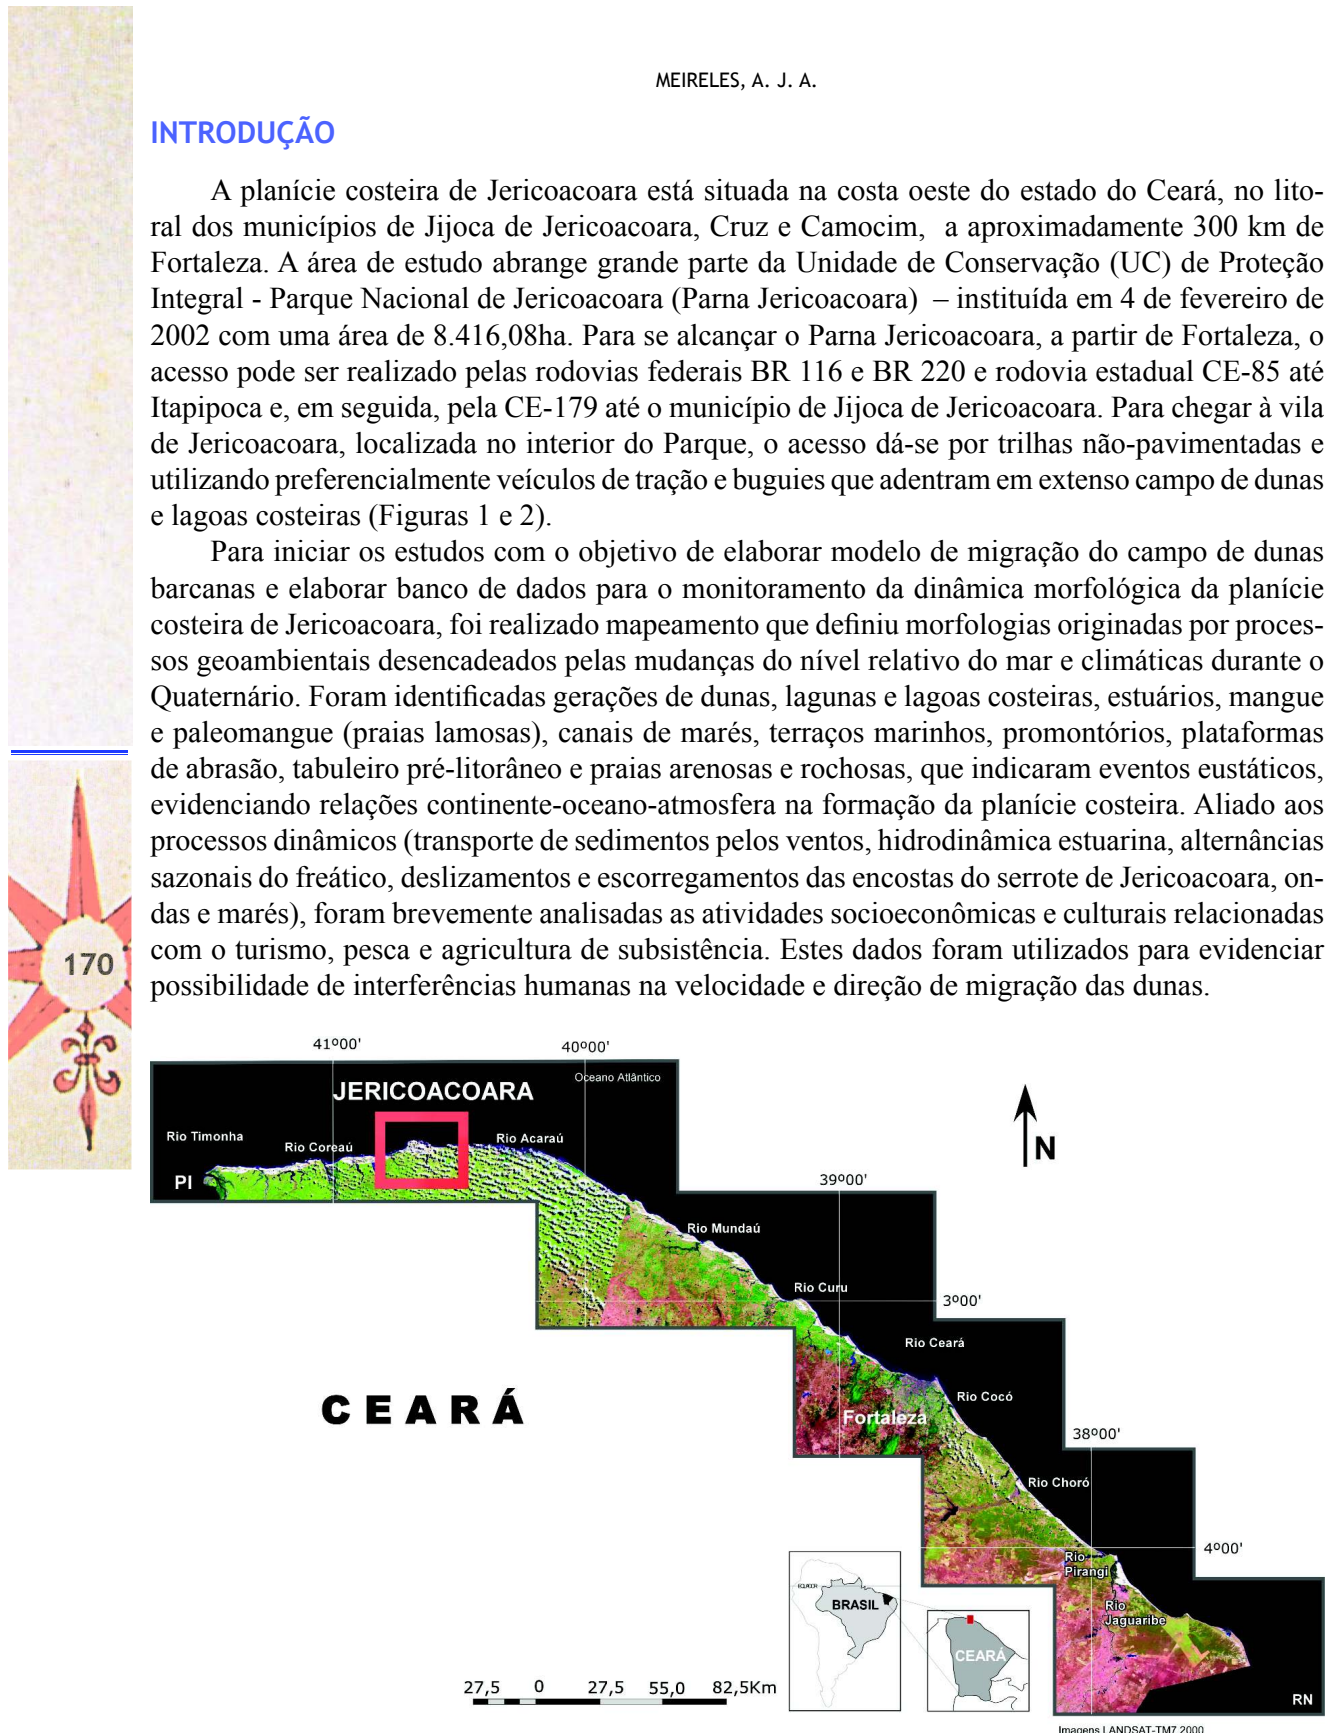 MEIRELES, A. J. A.
INTRODUÇÃO
A planície costeira de Jericoacoara está situada na costa oeste do estado do Ceará, no lito-
ral dos municípios de Jijoca de Jericoacoara, Cruz e Camocim, a aproximadamente 300 km de
Fortaleza. A área de estudo abrange grande parte da Unidade de Conservação (UC) de Proteção
Integral - Parque Nacional de Jericoacoara (Parna Jericoacoara) – instituída em 4 de fevereiro de
2002 com uma área de 8.416,08ha. Para se alcançar o Parna Jericoacoara, a partir de Fortaleza, o
acesso pode ser realizado pelas rodovias federais BR 116 e BR 220 e rodovia estadual CE-85 até
Itapipoca e, em seguida, pela CE-179 até o município de Jijoca de Jericoacoara. Para chegar à vila
de Jericoacoara, localizada no interior do Parque, o acesso dá-se por trilhas não-pavimentadas e
utilizando preferencialmente veículos de tração e buguies que adentram em extenso campo de dunas
e lagoas costeiras (Figuras 1 e 2).
Para iniciar os estudos com o objetivo de elaborar modelo de migração do campo de dunas
barcanas e elaborar banco de dados para o monitoramento da dinâmica morfológica da planície
costeira de Jericoacoara, foi realizado mapeamento que definiu morfologias originadas por proces-
sos geoambientais desencadeados pelas mudanças do nível relativo do mar e climáticas durante o
Quaternário. Foram identificadas gerações de dunas, lagunas e lagoas costeiras, estuários, mangue
e paleomangue (praias lamosas), canais de marés, terraços marinhos, promontórios, plataformas
de abrasão, tabuleiro pré-litorâneo e praias arenosas e rochosas, que indicaram eventos eustáticos,
evidenciando relações continente-oceano-atmosfera na formação da planície costeira. Aliado aos
processos dinâmicos (transporte de sedimentos pelos ventos, hidrodinâmica estuarina, alternâncias
sazonais do freático, deslizamentos e escorregamentos das encostas do serrote de Jericoacoara, on-
das e marés), foram brevemente analisadas as atividades socioeconômicas e culturais relacionadas
com o turismo, pesca e agricultura de subsistência. Estes dados foram utilizados para evidenciar
possibilidade de interferências humanas na velocidade e direção de migração das dunas.
170
41º00'
40º00'
Oceano Atlântico
JERICOACOARA
Rio Timonha
Rio Coreaú
Rio Acaraú
PI
N
39º00'
Rio Mundaú
Rio Curu
3º00'
Rio Ceará
CEARÁ
Rio Cocó
Fortaleza
38º00'
Rio Choró
4º00'
Rio
Pirangi
Rio
Jaguaribe
BRASIL
CEARÁ
27,5 0 27,5 55,0 82,5Km
RN
Imagens LANDSAT-TM7 2000